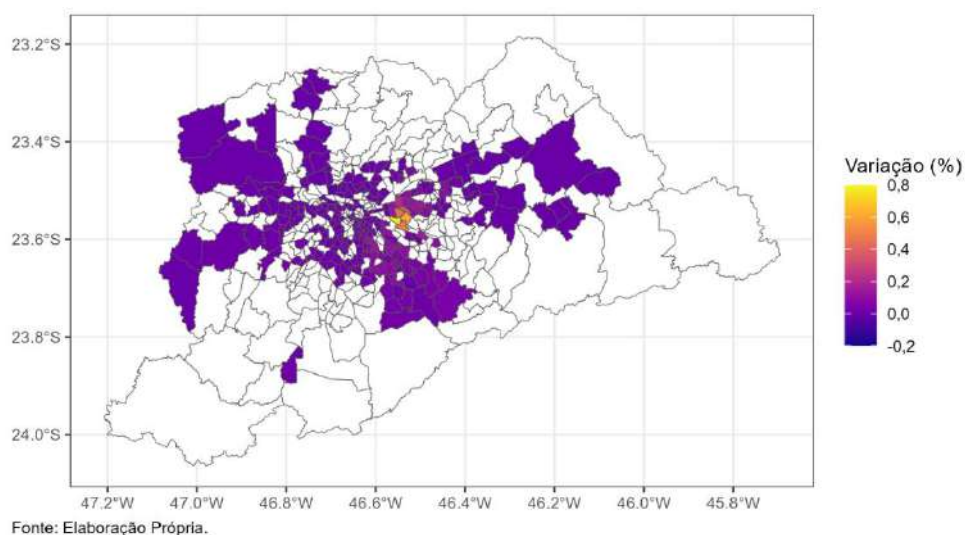 23.2°S
23.4°S
23.6°S
23.8°S
24.0°S
47.2°W 47.0°W 46.8°W 46.6°W 46.4°W 46.2°W 46.0°W 45.8°W
Variação (%)
0,8
0,6
0,4
0,2
0,0
-0,2
Fonte: Elaboração Própria.